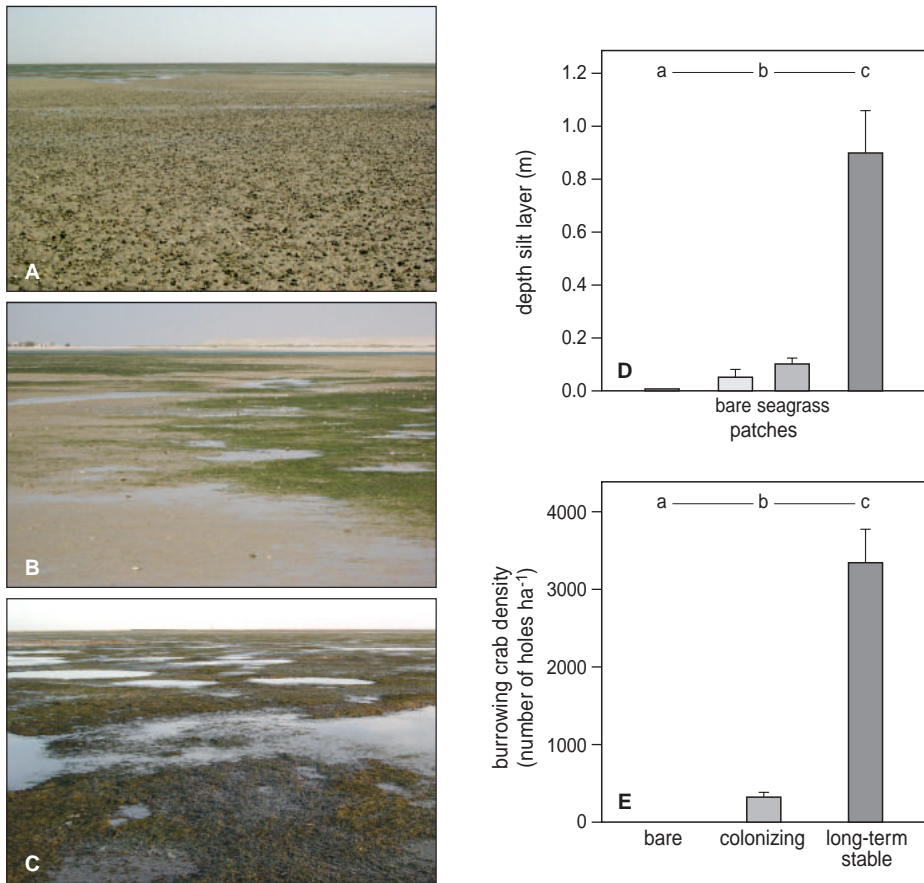 A
B
C
depth silt layer (m)
1.2
1.0
0.8
0.6
0.4
0.2
0.0
a
b
c
D
bare seagrass
patches
burrowing crab density
(number of holes ha-1)
4000
3000
2000
1000
0
a
b
c
E
bare
colonizing
long-term
stable